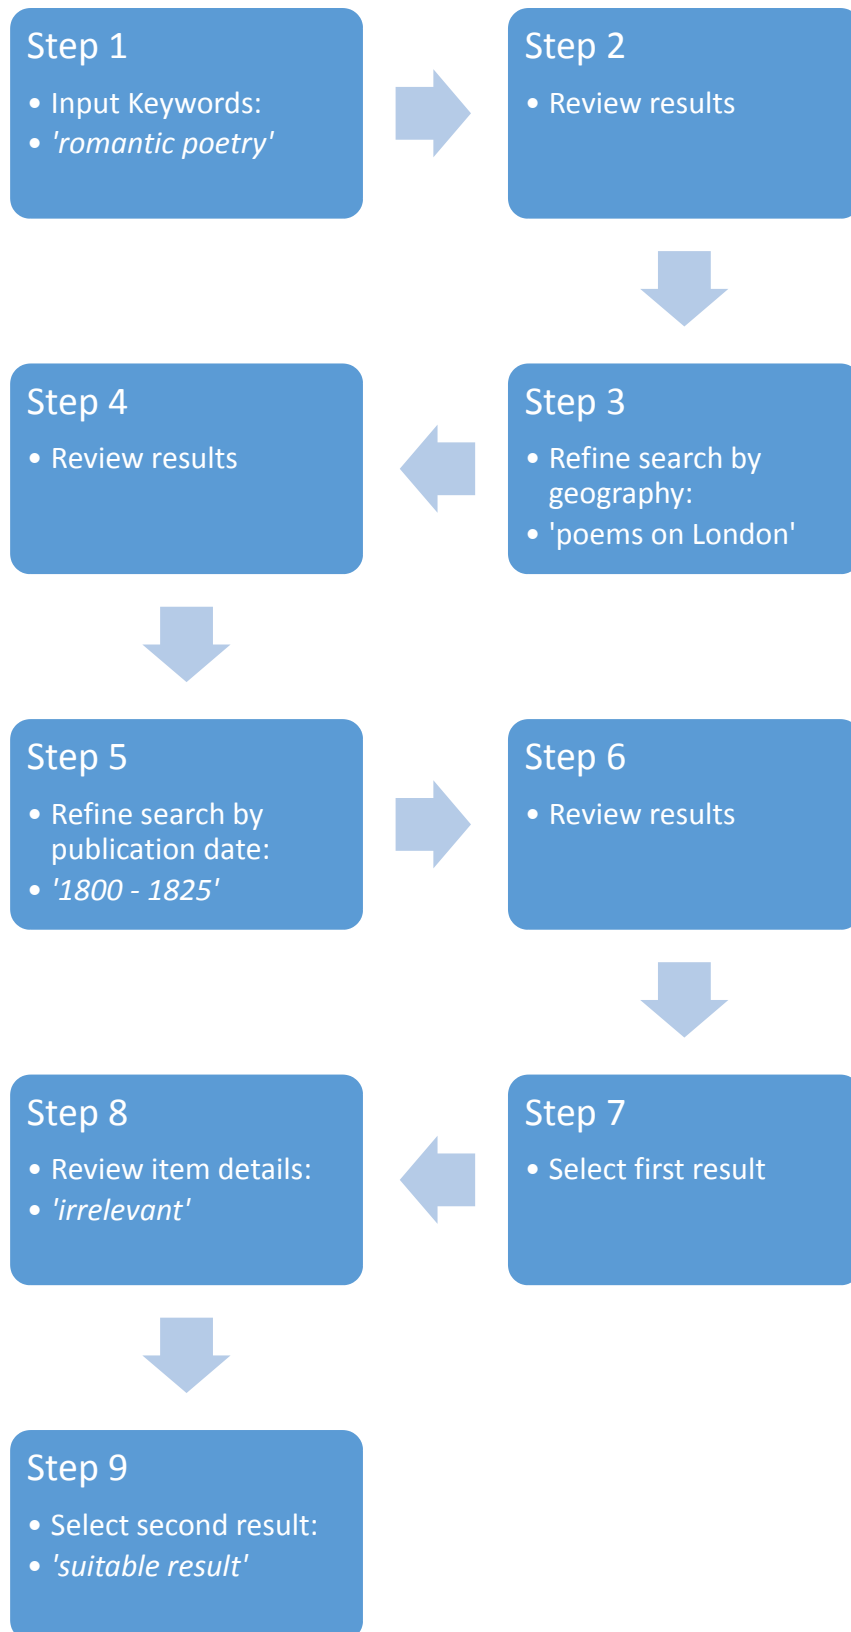 Step 1
• Input Keywords:
• 'romantic poetry'
Step 2
• Review results
Step 3
• Refine search by
geography:
• 'poems on London'
Step 4
• Review results
Step 5
• Refine search by
publication date:
• '1800 - 1825'
Step 6
• Review results
Step 7
• Select first result
Step 8
• Review item details:
• 'irrelevant'
Step 9
• Select second result:
• 'suitable result'